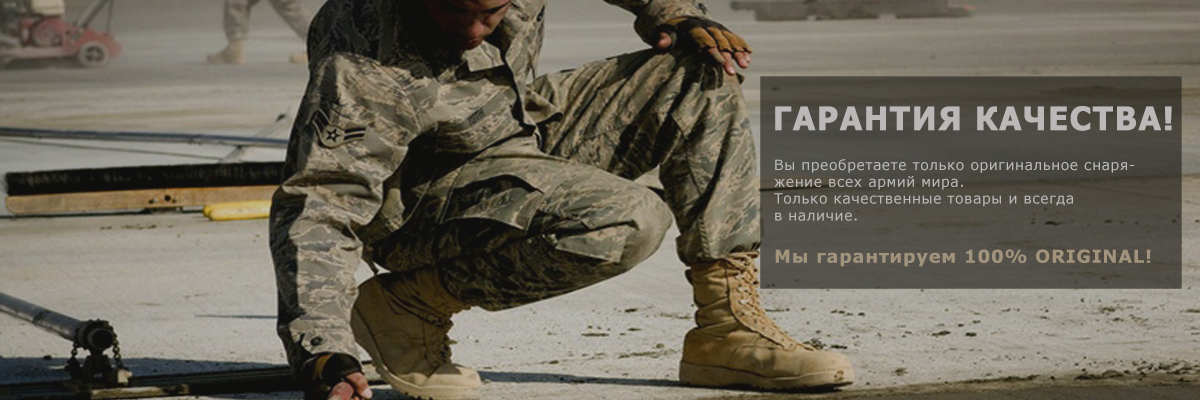 ГАРАНТИЯ КАЧЕСТВА!
Вы преобретаете только оригинальное снаря-
жение всех армий мира.
Только качественные товары и всегда
в наличие.
Мы гарантируем 100% ORIGINAL!